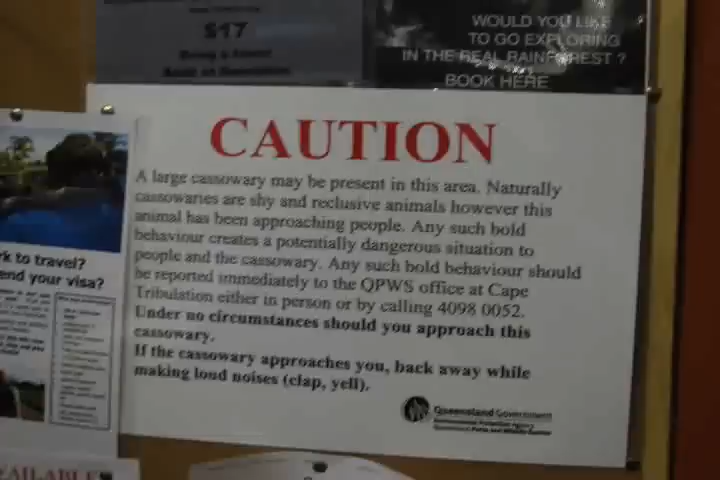 $17
WOULD YOU LIKE
TO GO EXPLORING
IN THE REAL RAINFOREST ?
BOOK HERE
CAUTION
A large cassowary may be present in this area. Naturally
cassowaries are shy and reclusive animals however this
animal has been approaching people. Any such bold
behaviour creates a potentially dangerous situation to
people and the cassowary. Any such bold behaviour should
be reported immediately to the QPWS office at Cape
Tribulation either in person or by calling 4098 0052.
Under no circumstances should you approach this
cassowary.
If the cassowary approaches you, back away while
making loud noises (clap, yell).
Queensland Government
rk to travel?
end your visa?
AILABLE